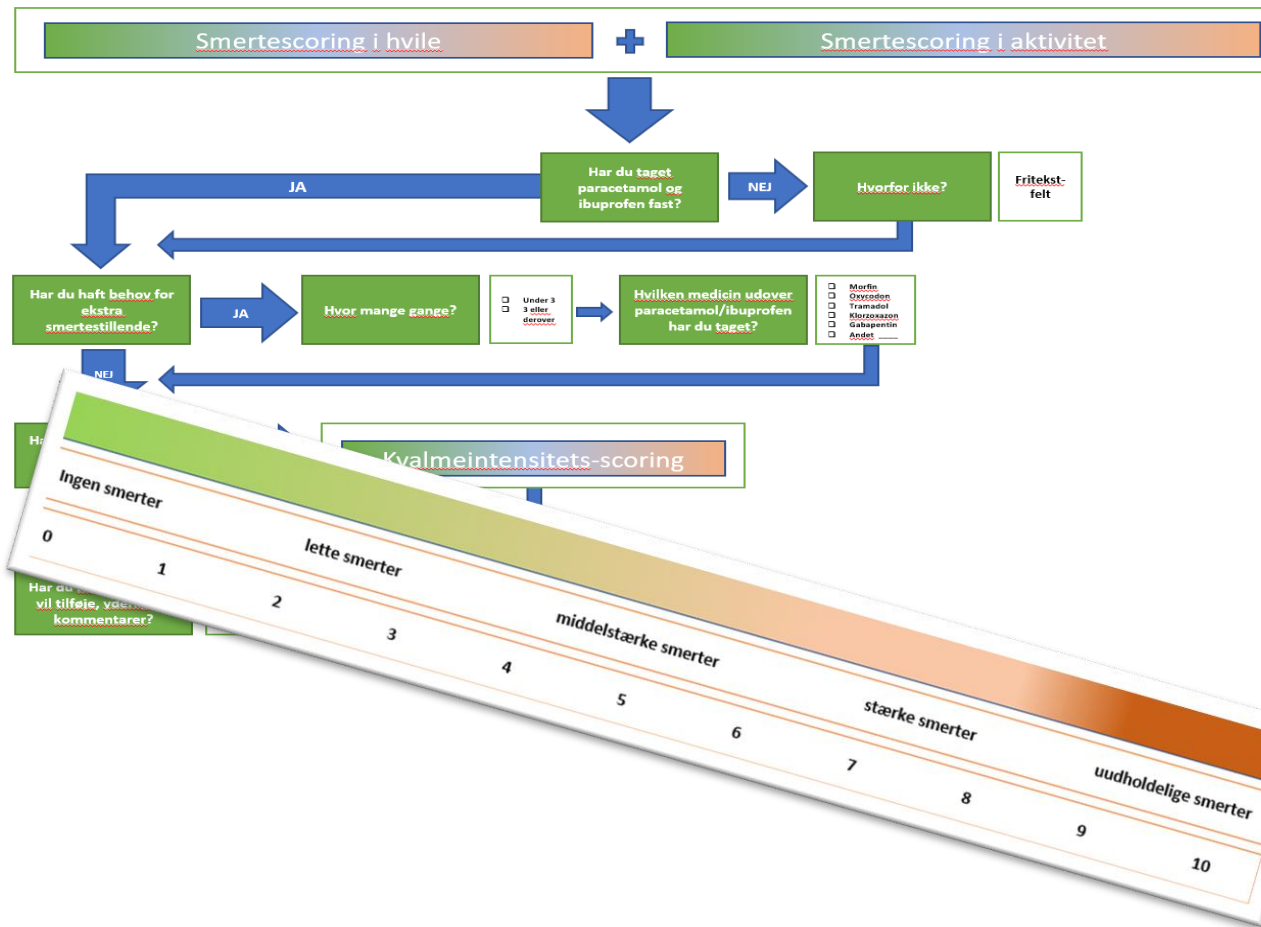 Smertescoring i hvile
Smertescoring i aktivitet
Har du taget
paracetamol og
ibuprofen fast?
JA
NEJ
Hvorfor ikke?
Fritekst-
felt
Har du haft behov for
ekstra
smertestillende?
JA
Hvor mange gange?
Under 3
3 eller
derover
Hvilken medicin udover
paracetamol/ibuprofen
har du taget?
Morfin
Oxycodon
Tramadol
Klorzoxazon
Gabapentin
Andet ____
NEJ
Kvalmeintensitets-scoring
Har du
vil tilføje,
kommentarer?
Ingen smerter
lette smerter
middelstærke smerter
stærke smerter
uudholdelige smerter
0
1
2
3
4
5
6
7
8
9
10